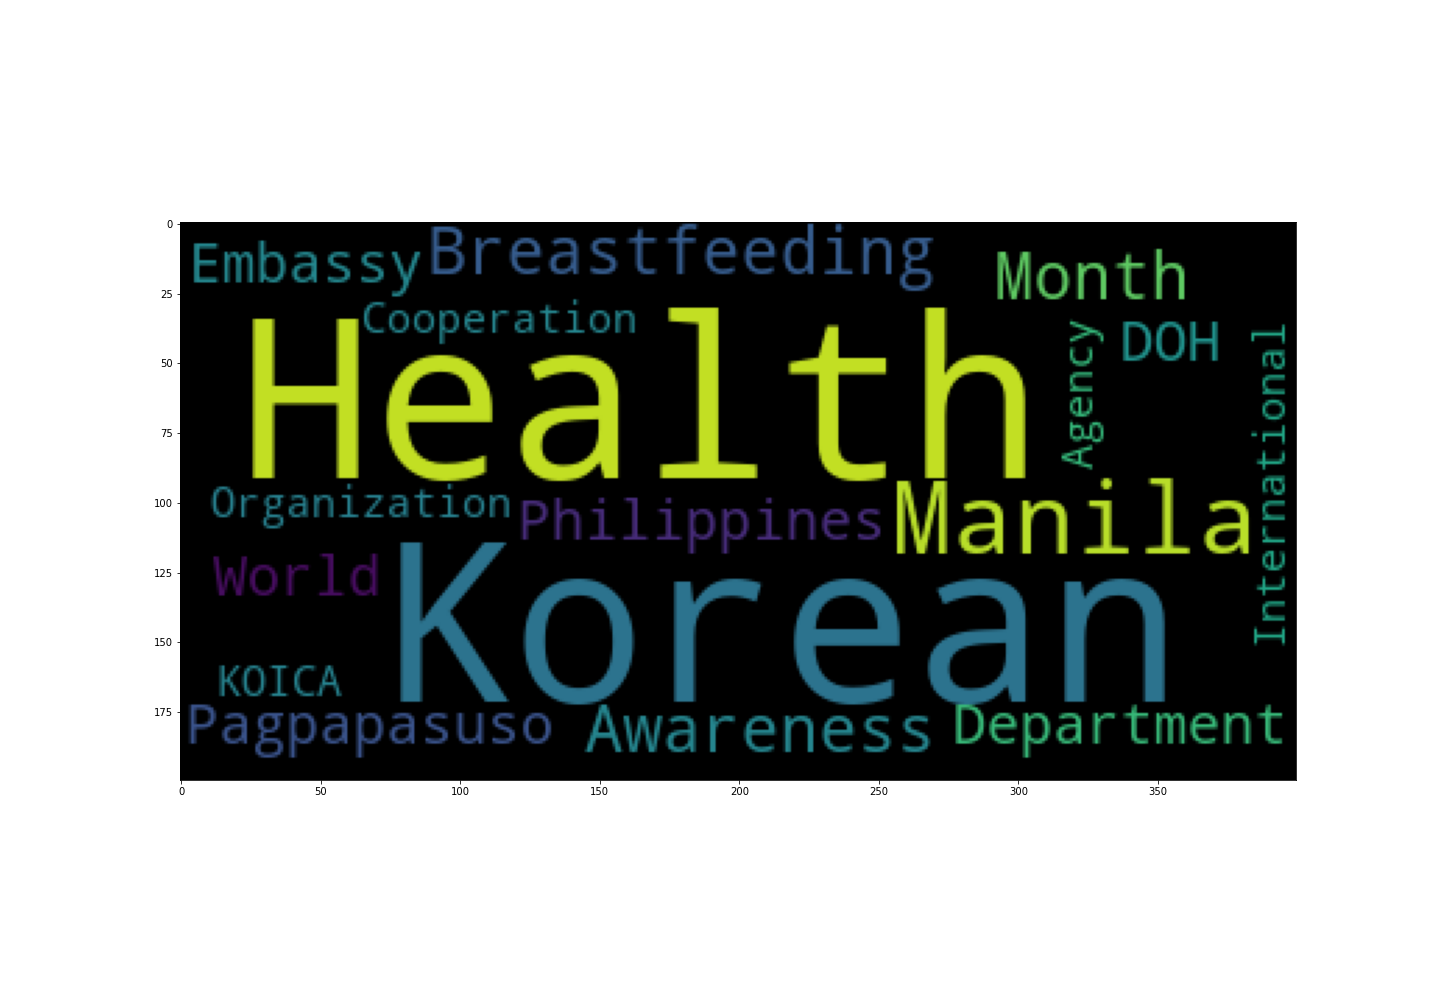 0
Embassy Breastfeeding Month
25
Cooperation DOH
Health
50
Agency
International
75
100
Organization Philippines Manila
125
World Korean
150
KOICA
175
Pagpapasuso Awareness Department
0 50 100 150 200 250 300 350